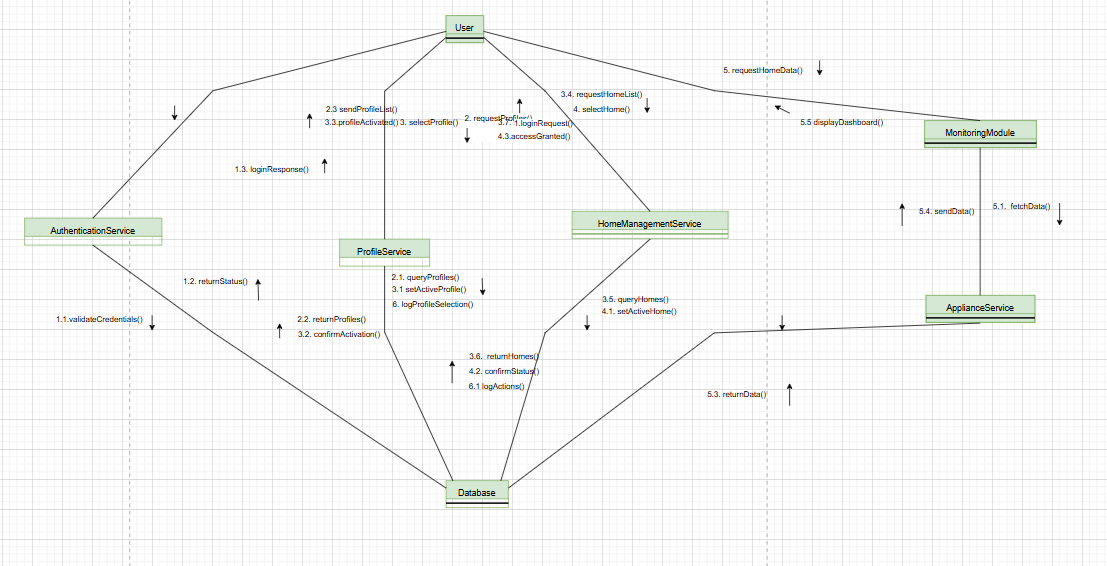 User
5. requestHomeData()
3.4. requestHomeList()
2.3 sendProfileList()
4. selectHome()
2. requestProfiles()
3.3.profileActivated()
3. selectProfile()
3.7.
1.loginRequest()
5.5 displayDashboard()
4.3.accessGranted()
MonitoringModule
1.3. loginResponse()
5.4. sendData()
5.1. fetchData()
AuthenticationService
HomeManagementService
ProfileService
1.2. returnStatus()
2.1. queryProfiles()
3.1 setActiveProfile()
6. logProfileSelection()
3.5. queryHomes()
4.1. setActiveHome()
ApplianceService
1.1.validateCredentials()
2.2. returnProfiles()
3.2. confirmActivation()
3.6. returnHomes()
4.2. confirmStatus()
6.1 logActions()
5.3. returnData()
Database